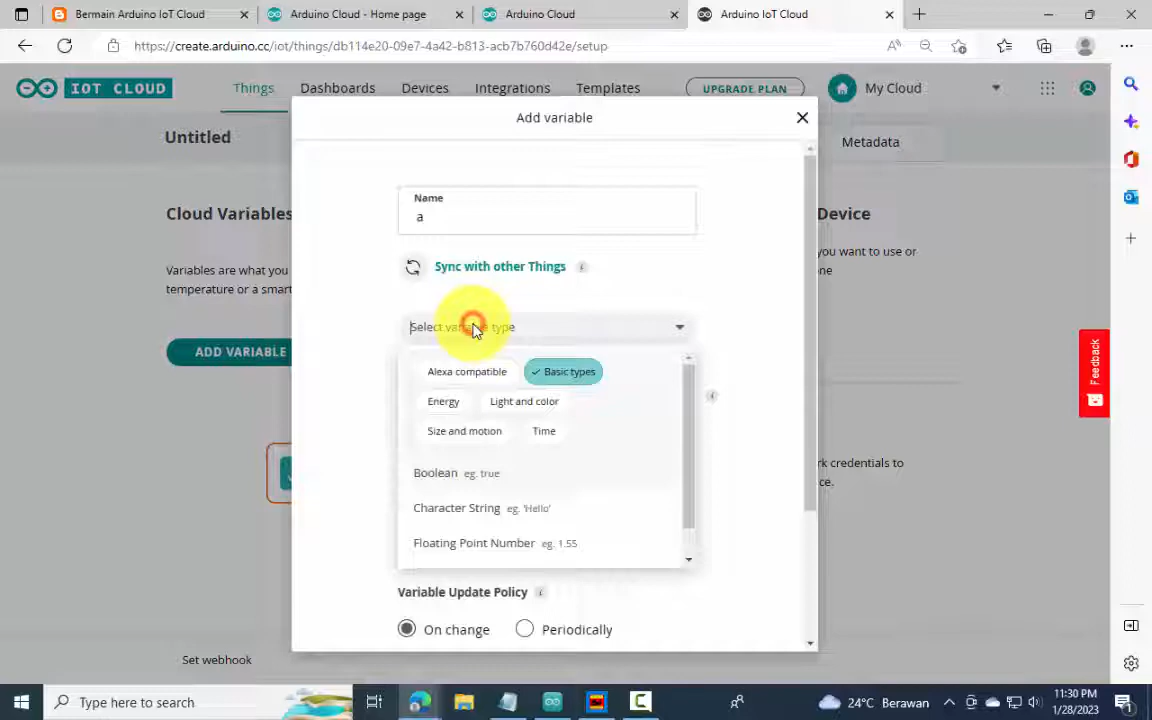 Bermain Arduino IoT Cloud
Arduino Cloud - Home page
Arduino Cloud
Arduino IoT Cloud
https://create.arduino.cc/iot/things/db114e20-09e7-4a42-b813-acb7b760d42e/setup
IOT CLOUD
Things
Dashboards
Devices
Integrations
Templates
UPGRADE PLAN
My Cloud
Untitled
Add variable
Metadata
Cloud Variables
Device
Variables are what you
temperature or a smart
you want to use or
one
ADD VARIABLE
Name
a
Sync with other Things
Select variable type
Alexa compatible
Basic types
Energy
Light and color
Size and motion
Time
Boolean eg. true
Character String eg. 'Hello'
Floating Point Number eg. 1.55
rk credentials to
ce.
Variable Update Policy
On change
Periodically
Set webhook
Feedback
Type here to search
24°C Berawan
11:30 PM
1/28/2023
1